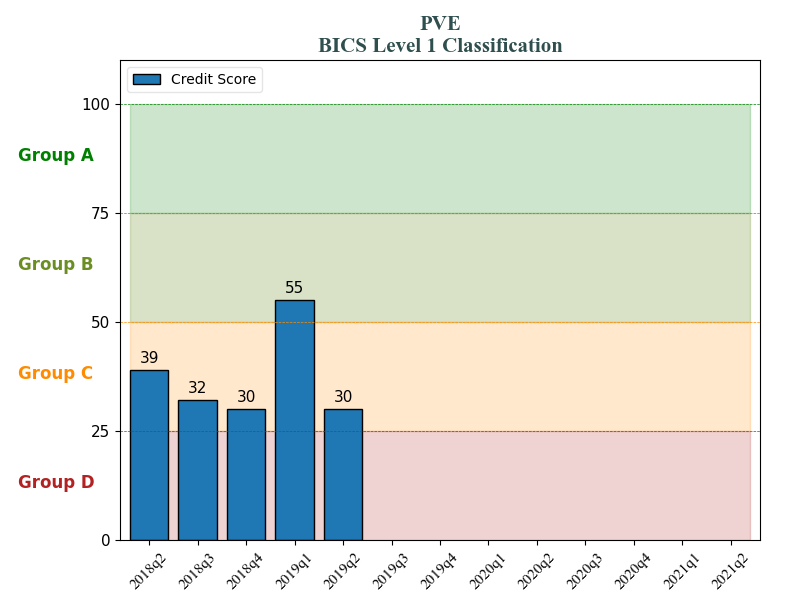 PVE
BICS Level 1 Classification
Credit Score
100
Group A
75
Group B
55
50
39
Group C
32
30
30
25
Group D
0
2018q2
2018q3
2018q4
2019q1
2019q2
2019q3
2019q4
2020q1
2020q2
2020q3
2020q4
2021q1
2021q2